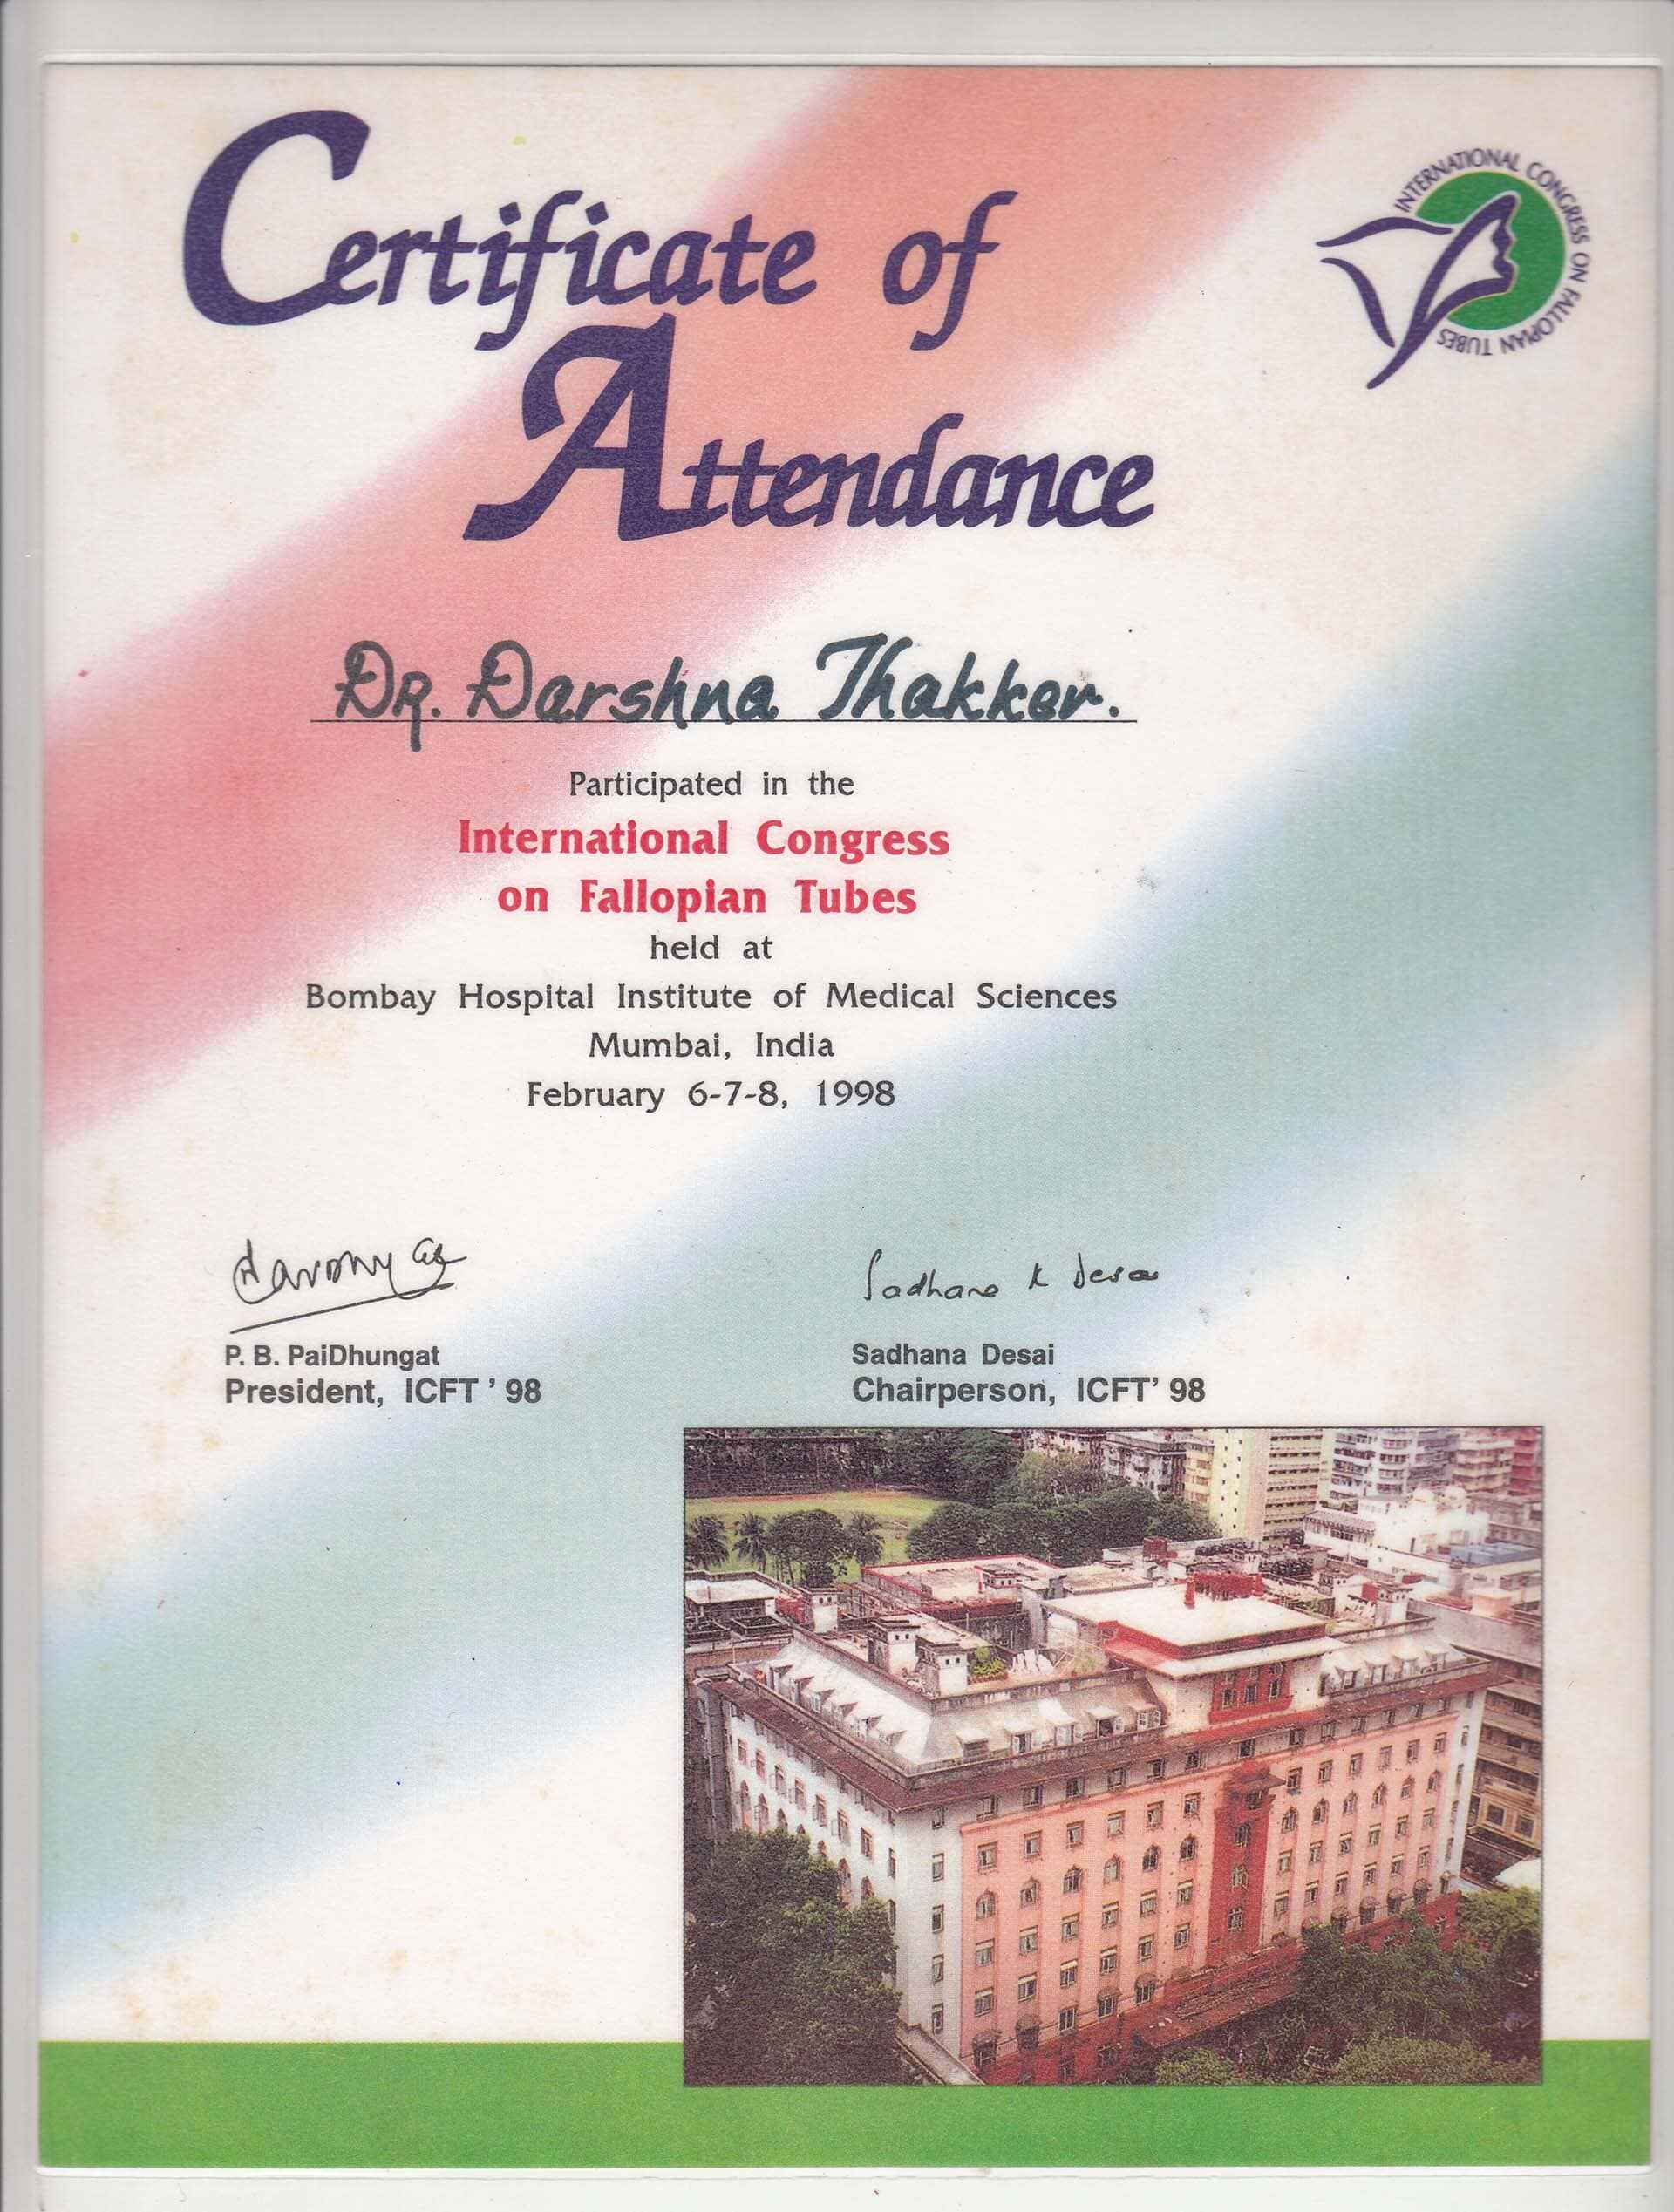 Certificate of
Attendance
INTERNATIONAL CONGRESS ON FALLOPIAN TUBES
DR. Darshna Thakker.
Participated in the
International Congress
on Fallopian Tubes
held at
Bombay Hospital Institute of Medical Sciences
Mumbai, India
February 6-7-8, 1998
Sadhana K Desai
P. B. PaiDhungat
President, ICFT ' 98
Sadhana Desai
Chairperson, ICFT' 98